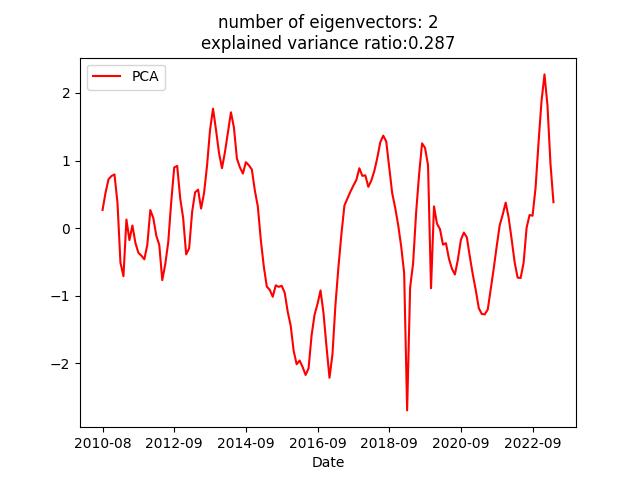 number of eigenvectors: 2
explained variance ratio:0.287
PCA
2
1
0
−1
−2
2010-08 2012-09 2014-09 2016-09 2018-09 2020-09 2022-09
Date